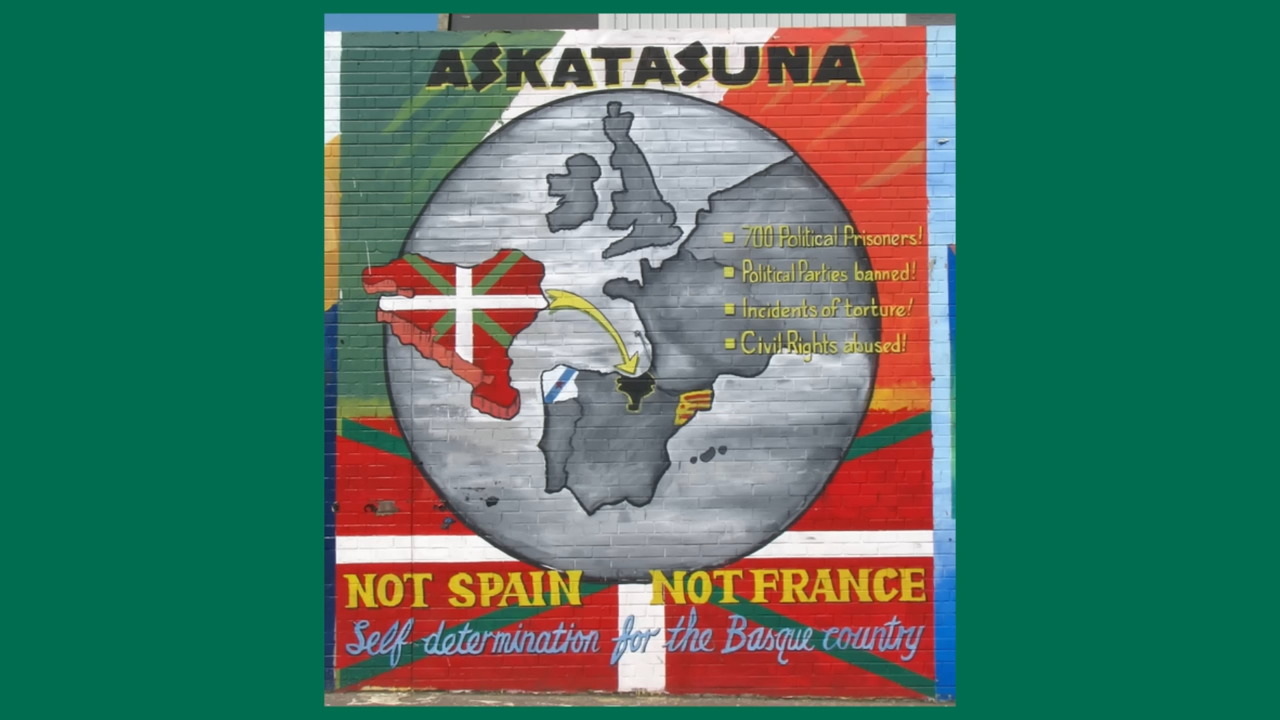 ASKATASUNA
700 Political Prisoners!
Political Parties banned!
Incidents of torture!
Civil Rights abused!
NOT SPAIN NOT FRANCE
Self determination for the Basque country